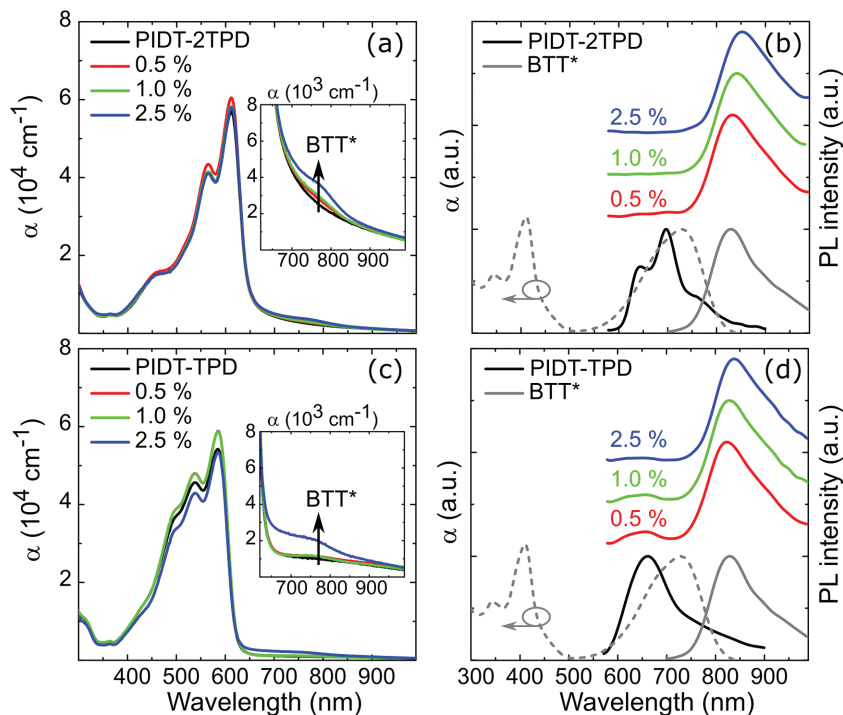 (a)
PIDT-2TPD
0.5 %
1.0 %
2.5 %
α (10⁴ cm⁻¹)
8
6
4
2
α (10³ cm⁻¹)
8
6
4
2
BTT*
700 800 900
(b)
PIDT-2TPD
BTT*
2.5 %
1.0 %
0.5 %
α (a.u.)
PL intensity (a.u.)
(c)
PIDT-TPD
0.5 %
1.0 %
2.5 %
α (10⁴ cm⁻¹)
8
6
4
2
α (10³ cm⁻¹)
8
6
4
2
BTT*
700 800 900
400 500 600 700 800 900
Wavelength (nm)
(d)
PIDT-TPD
BTT*
2.5 %
1.0 %
0.5 %
α (a.u.)
PL intensity (a.u.)
300 400 500 600 700 800 900
Wavelength (nm)